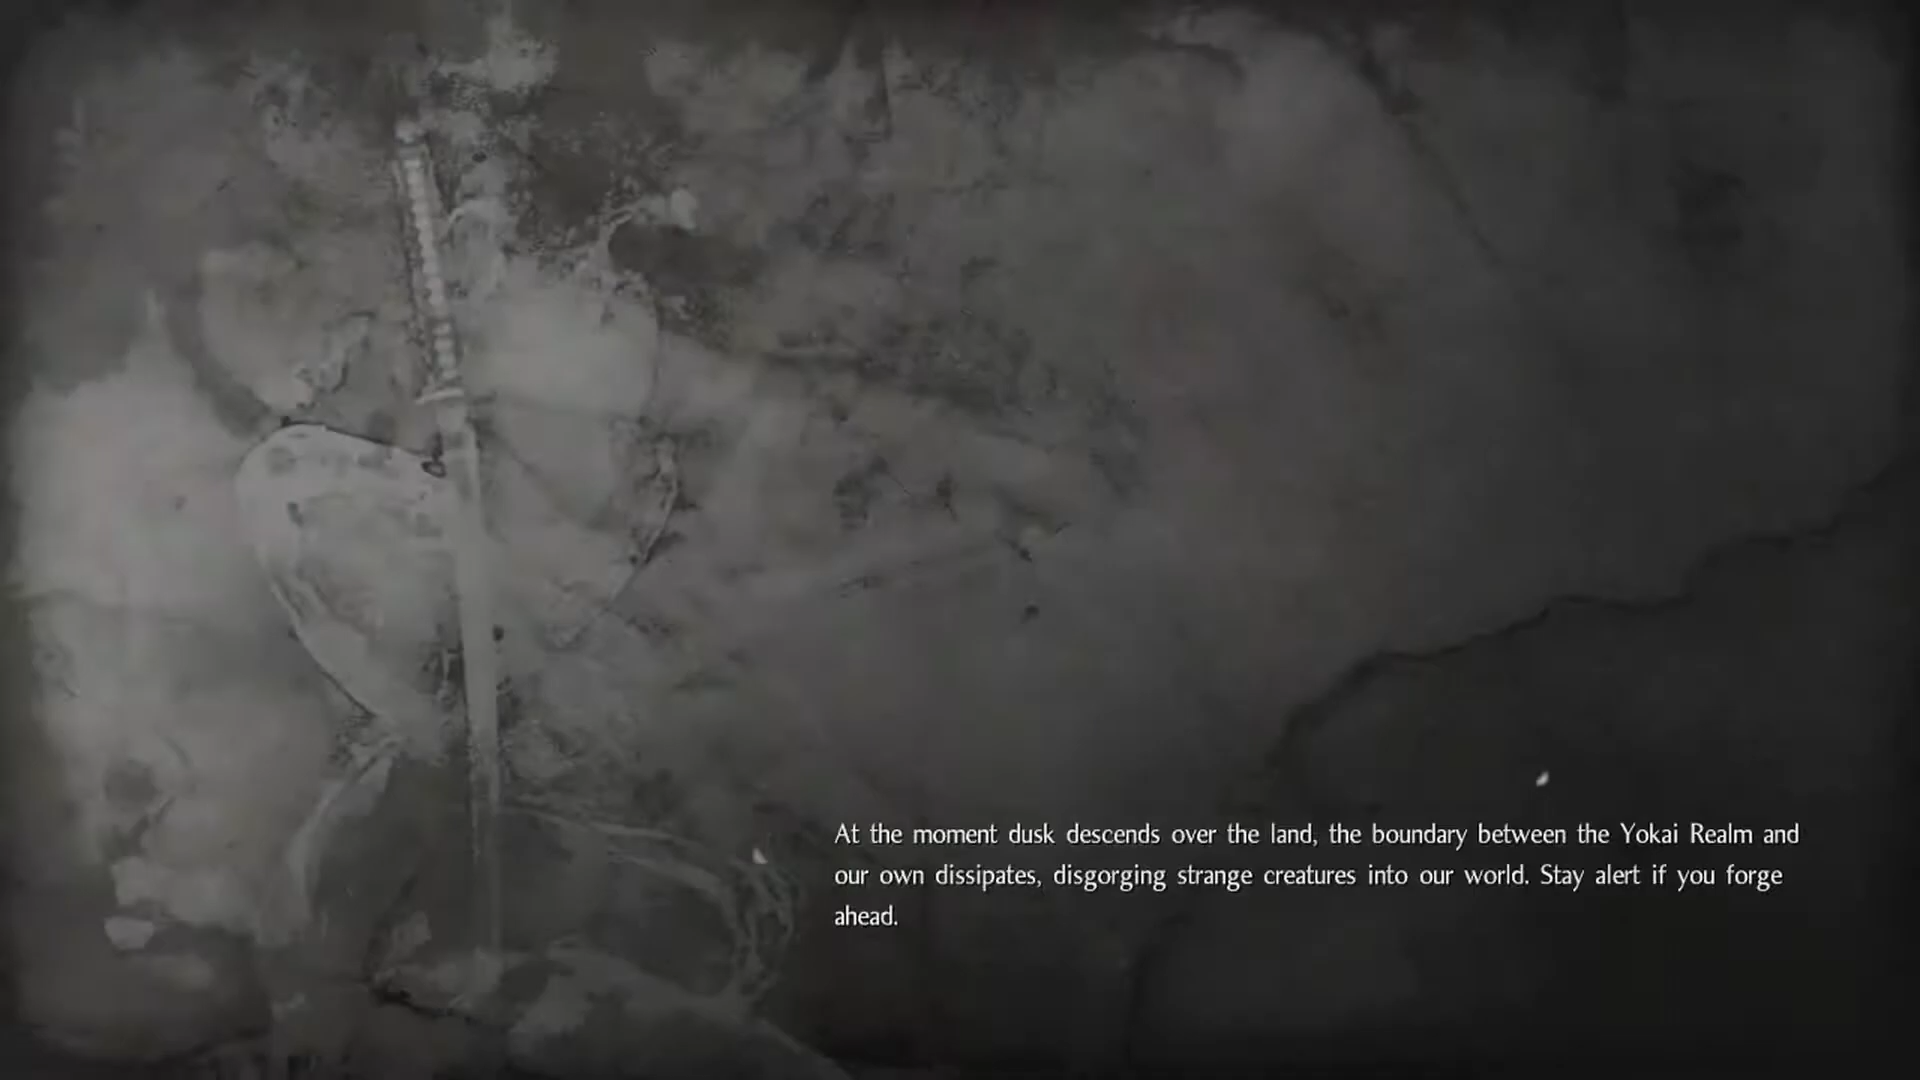 At the moment dusk descends over the land, the boundary between the Yokai Realm and
our own dissipates, disgorging strange creatures into our world. Stay alert if you forge
ahead.